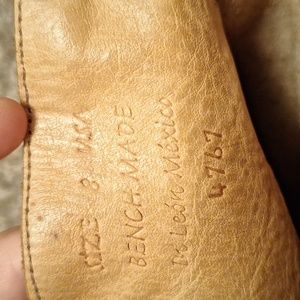 SIZE 8 USA
BENCH MADE
In León México
4767